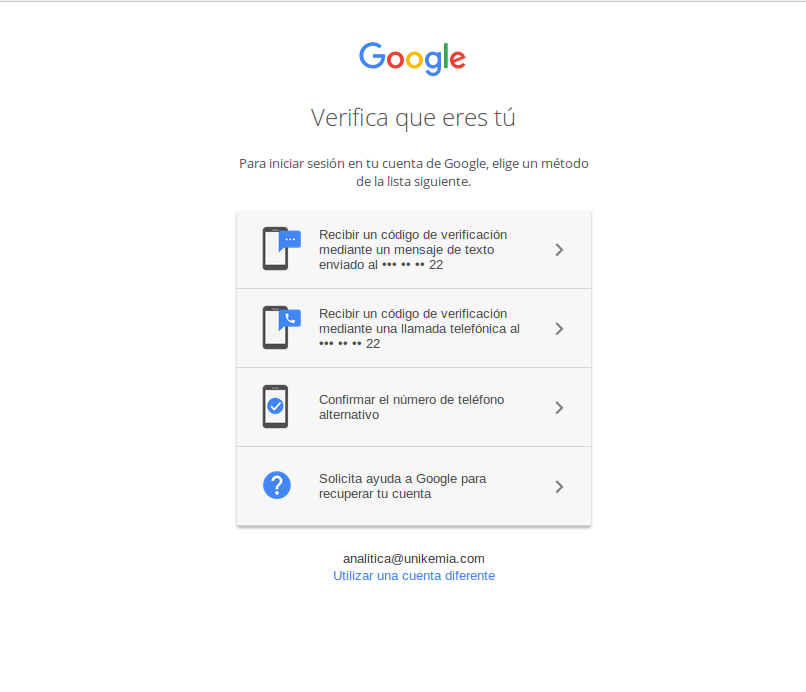 Google
Verifica que eres tú
Para iniciar sesión en tu cuenta de Google, elige un método
de la lista siguiente.
Recibir un código de verificación
mediante un mensaje de texto
enviado al ••• •• •• 22
Recibir un código de verificación
mediante una llamada telefónica al
••• •• •• 22
Confirmar el número de teléfono
alternativo
Solicita ayuda a Google para
recuperar tu cuenta
analitica@unikemia.com
Utilizar una cuenta diferente